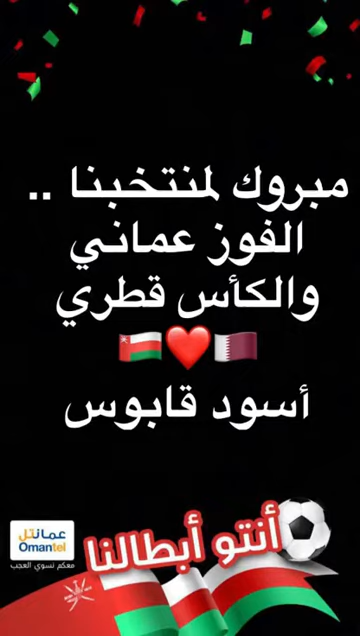 مبروك لمنتخبنا ..
الفوز عماني
والكأس قطري
🇴🇲❤️🇶🇦
أسود قابوس
أنتو أبطالنا
عمانتل
Omantel
معكم نسوي العجب